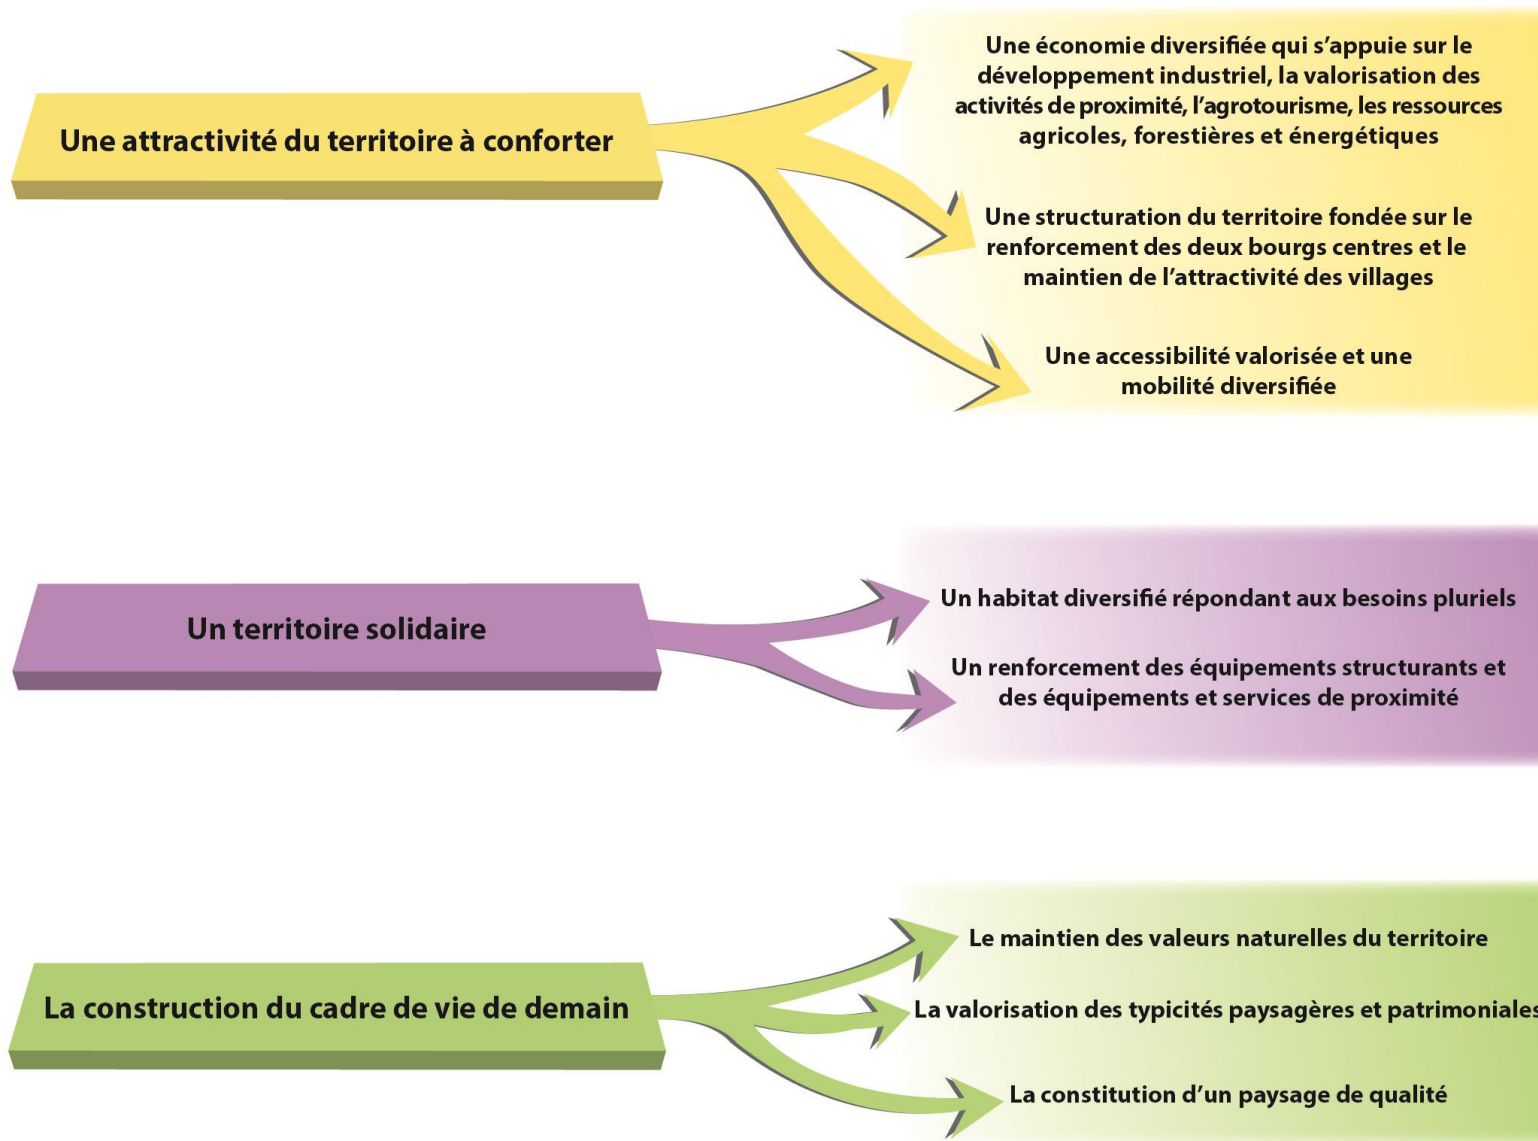 Une attractivité du territoire à conforter
Une économie diversifiée qui s’appuie sur le
développement industriel, la valorisation des
activités de proximité, l’agrotourisme, les ressources
agricoles, forestières et énergétiques
Une structuration du territoire fondée sur le
renforcement des deux bourgs centres et le
maintien de l’attractivité des villages
Une accessibilité valorisée et une
mobilité diversifiée
Un territoire solidaire
Un habitat diversifié répondant aux besoins pluriels
Un renforcement des équipements structurants et
des équipements et services de proximité
La construction du cadre de vie de demain
Le maintien des valeurs naturelles du territoire
La valorisation des typicités paysagères et patrimoniales
La constitution d’un paysage de qualité